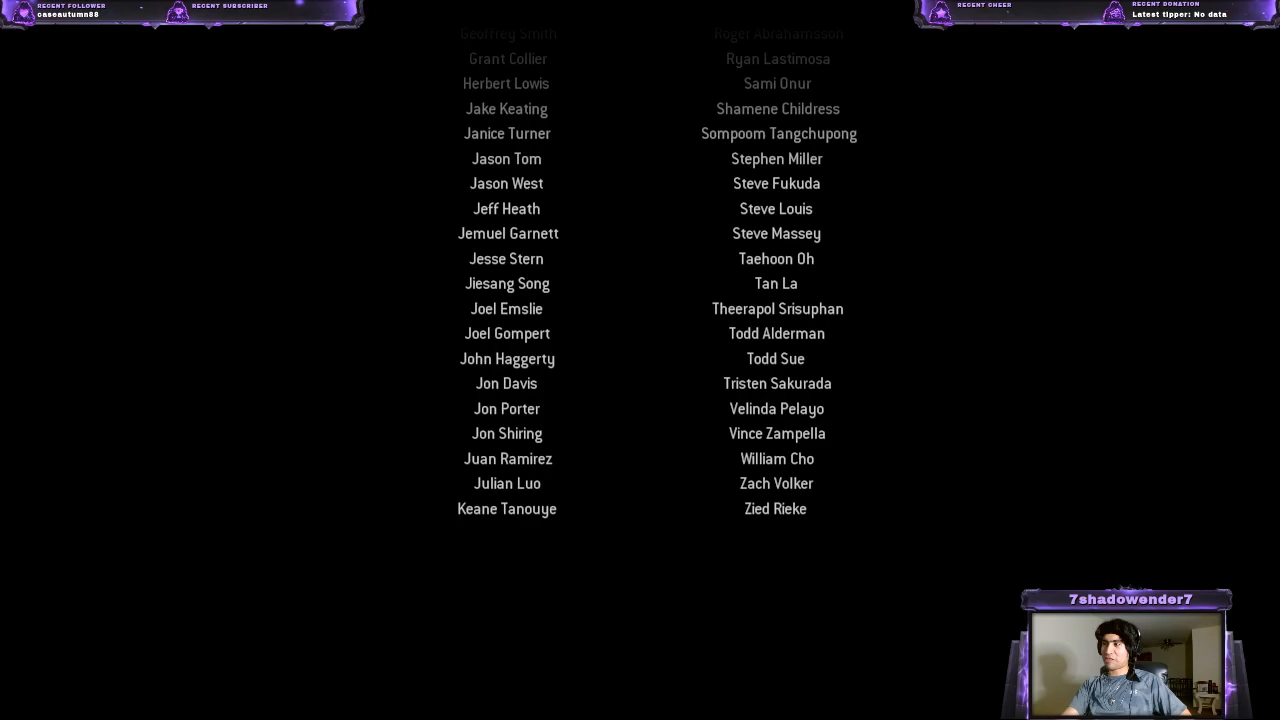 RECENT FOLLOWER
caseautumn88
RECENT SUBSCRIBER
RECENT CHEER
RECENT DONATION
Latest tipper: No data
Geoffrey Smith
Grant Collier
Herbert Lowis
Jake Keating
Janice Turner
Jason Tom
Jason West
Jeff Heath
Jemuel Garnett
Jesse Stern
Jiesang Song
Joel Emslie
Joel Gompert
John Haggerty
Jon Davis
Jon Porter
Jon Shiring
Juan Ramirez
Julian Luo
Keane Tanouye
Roger Abrahamsson
Ryan Lastimosa
Sami Onur
Shamene Childress
Sompoom Tangchupong
Stephen Miller
Steve Fukuda
Steve Louis
Steve Massey
Taehoon Oh
Tan La
Theerapol Srisuphan
Todd Alderman
Todd Sue
Tristen Sakurada
Velinda Pelayo
Vince Zampella
William Cho
Zach Volker
Zied Rieke
7shadowender7